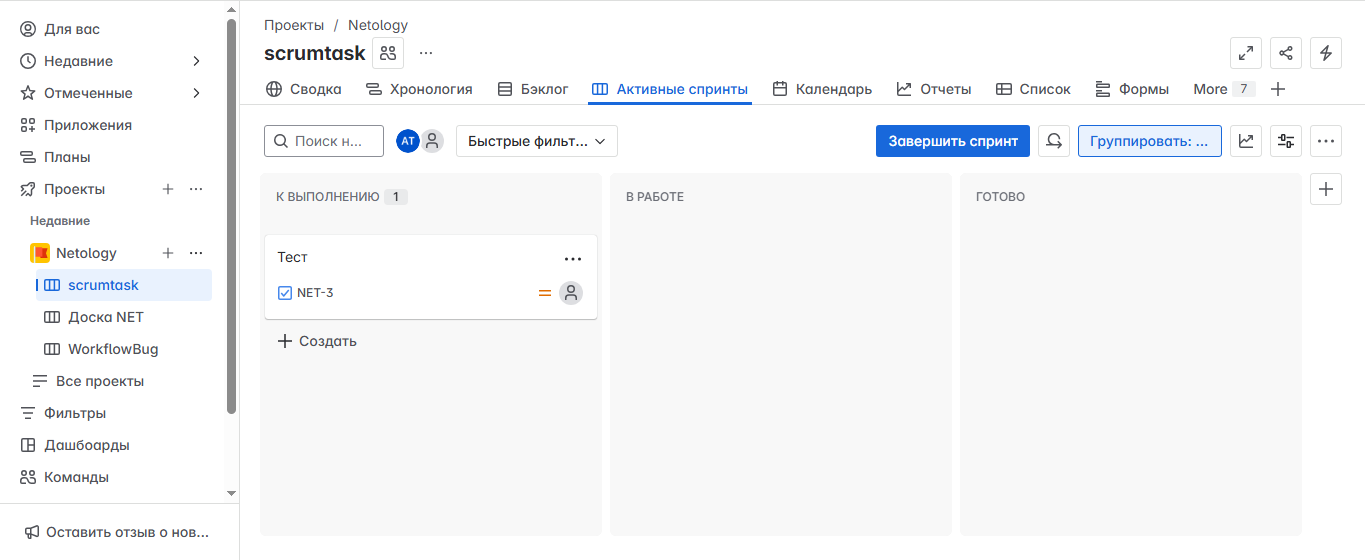 Для вас
Недавние
Отмеченные
Приложения
Планы
Проекты
Недавние
Netology
scrumtask
Доска NET
WorkflowBug
Все проекты
Фильтры
Дашборды
Команды
Оставить отзыв о нов...
Проекты / Netology
scrumtask
Сводка Хронология Бэклог Активные спринты Календарь Отчеты Список Формы More 7
Поиск н... AT Быстрые фильт... Завершить спринт Группировать: ...
К ВЫПОЛНЕНИЮ 1
Тест
NET-3
Создать
В РАБОТЕ
ГОТОВО